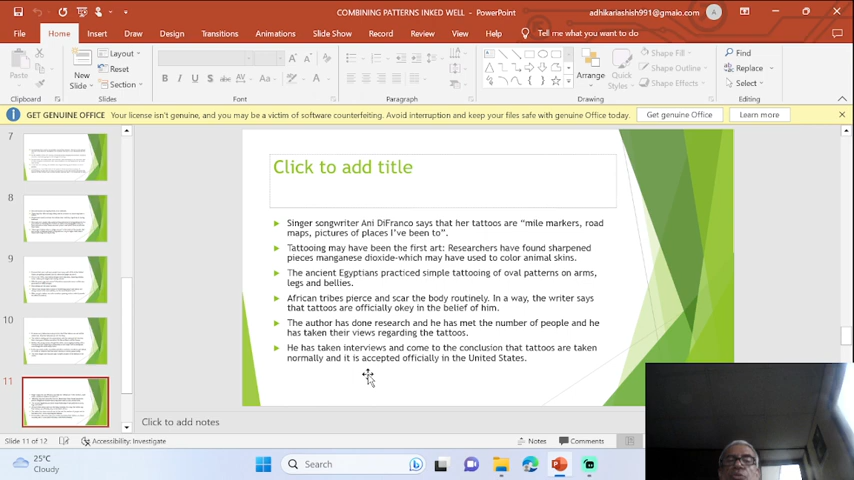 COMBINING PATTERNS INKED WELL - PowerPoint
adhikariashish991@gmaio.com
A
File Home Insert Draw Design Transitions Animations Slide Show Record Review View Help Tell me what you want to do
Paste
Clipboard
New
Slide
Layout
Reset
Section
Slides
B I U S abc AV Aa A
Font
Paragraph
Arrange
Quick
Styles
Shape Fill
Shape Outline
Shape Effects
Drawing
Find
Replace
Select
Editing
GET GENUINE OFFICE Your license isn't genuine, and you may be a victim of software counterfeiting. Avoid interruption and keep your files safe with genuine Office today.
Get genuine Office
Learn more
7
8
9
10
11
Click to add title
Singer songwriter Ani DiFranco says that her tattoos are “mile markers, road
maps, pictures of places I’ve been to”.
Tattooing may have been the first art: Researchers have found sharpened
pieces manganese dioxide-which may have used to color animal skins.
The ancient Egyptians practiced simple tattooing of oval patterns on arms,
legs and bellies.
African tribes pierce and scar the body routinely. In a way, the writer says
that tattoos are officially okey in the belief of him.
The author has done research and he has met the number of people and he
has taken their views regarding the tattoos.
He has taken interviews and come to the conclusion that tattoos are taken
normally and it is accepted officially in the United States.
Click to add notes
Slide 11 of 12
Accessibility: Investigate
Notes
Comments
25°C
Cloudy
Search